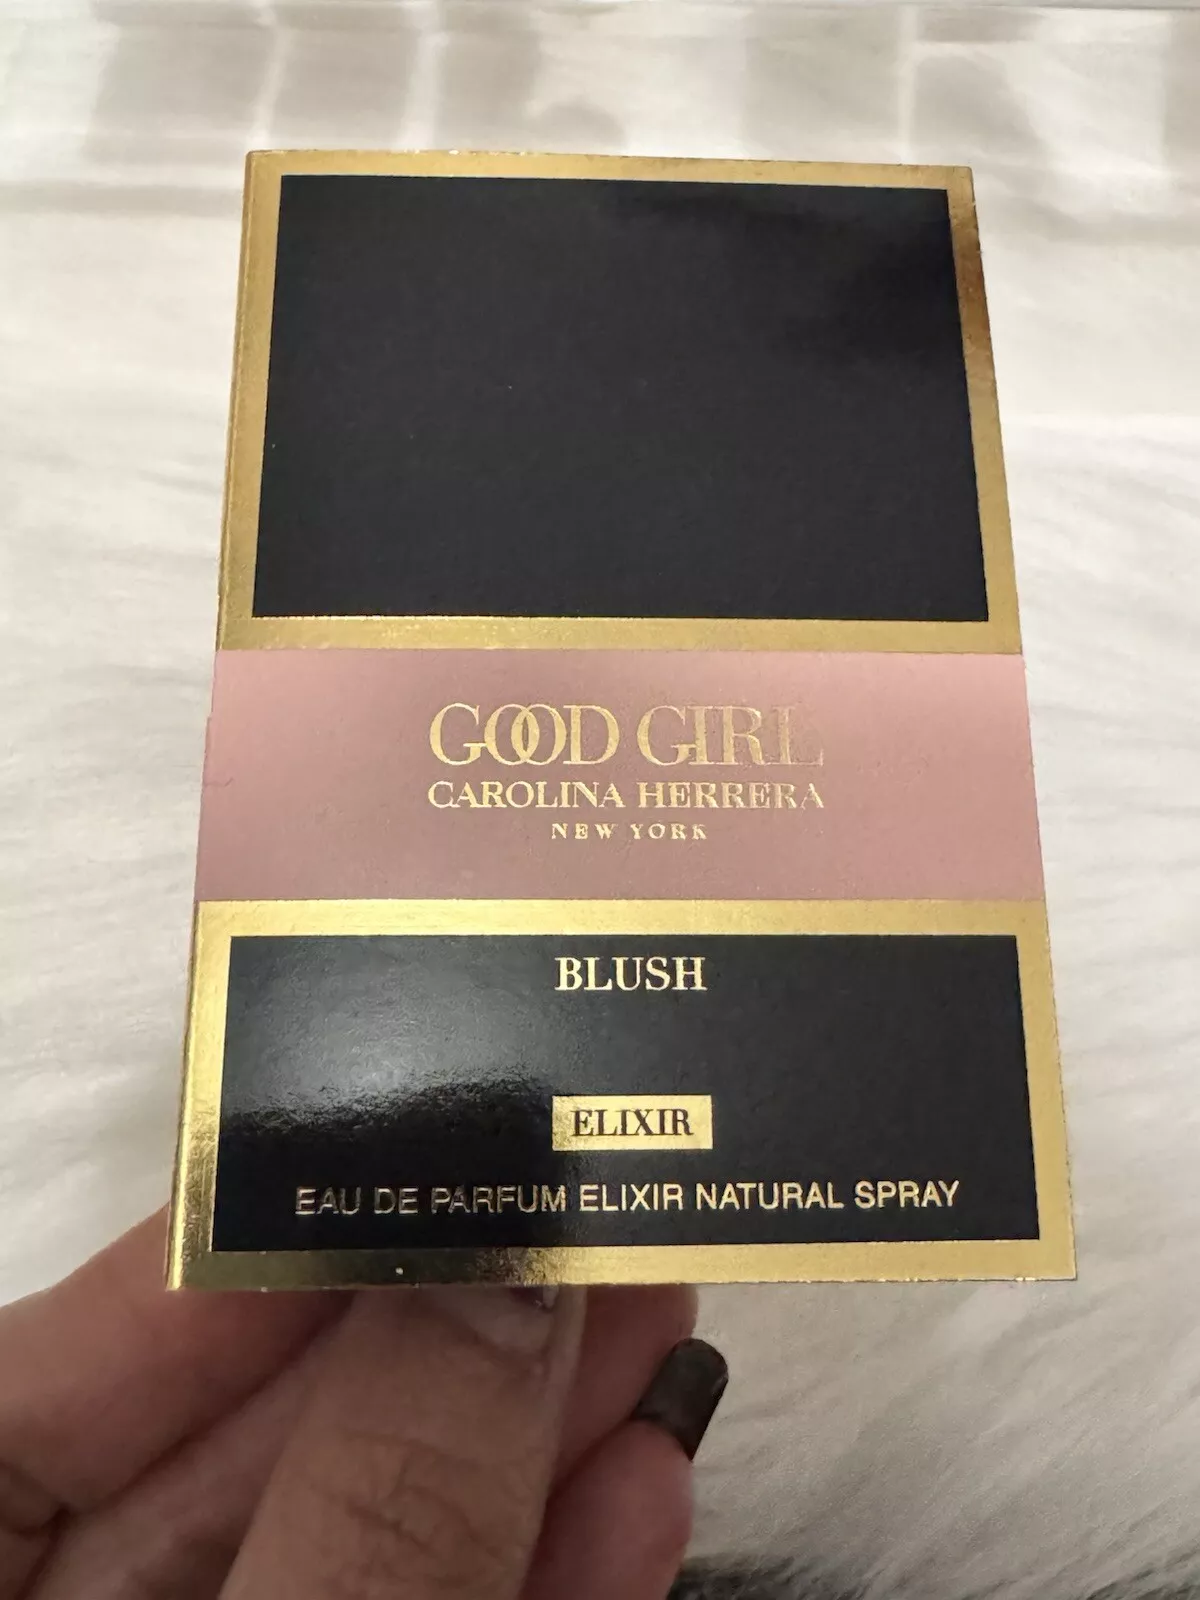 GOOD GIRL
CAROLINA HERRERA
NEW YORK
BLUSH
ELIXIR
EAU DE PARFUM ELIXIR NATURAL SPRAY